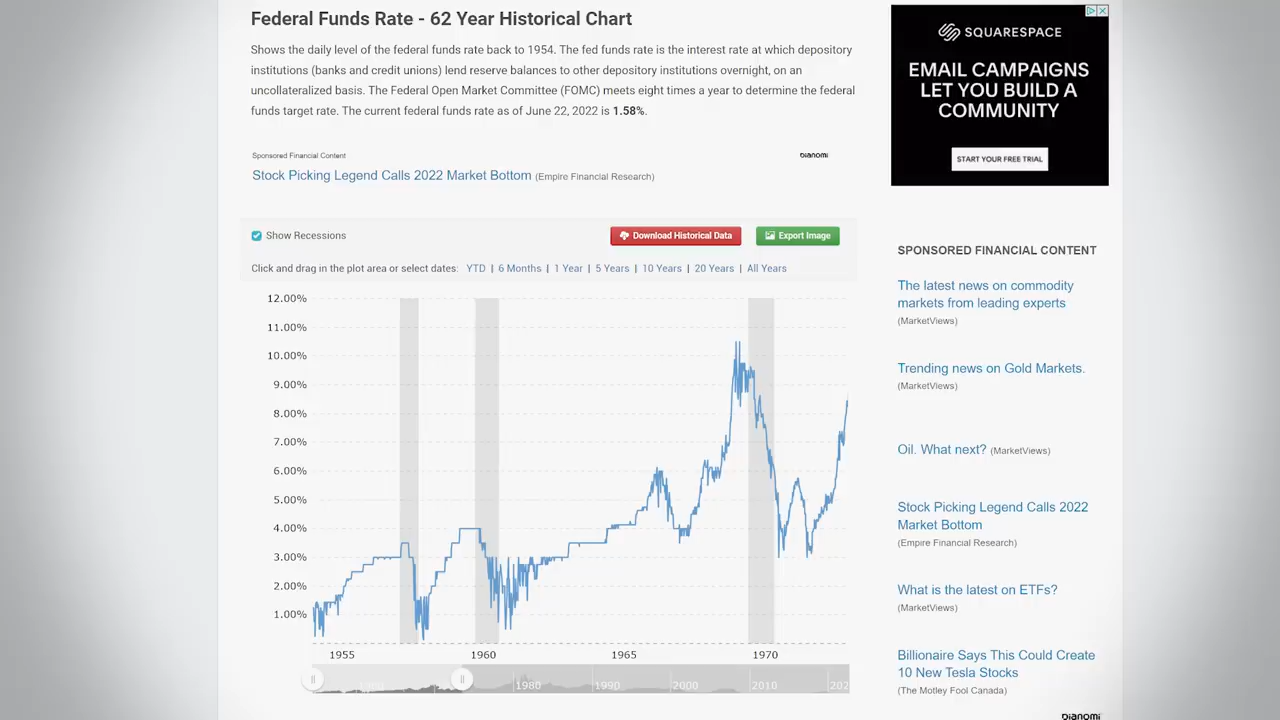 Federal Funds Rate - 62 Year Historical Chart
Shows the daily level of the federal funds rate back to 1954. The fed funds rate is the interest rate at which depository
institutions (banks and credit unions) lend reserve balances to other depository institutions overnight, on an
uncollateralized basis. The Federal Open Market Committee (FOMC) meets eight times a year to determine the federal
funds target rate. The current federal funds rate as of June 22, 2022 is 1.58%.
Sponsored Financial Content
Dianomi
Stock Picking Legend Calls 2022 Market Bottom (Empire Financial Research)
Show Recessions
Download Historical Data
Export Image
Click and drag in the plot area or select dates: YTD | 6 Months | 1 Year | 5 Years | 10 Years | 20 Years | All Years
12.00%
11.00%
10.00%
9.00%
8.00%
7.00%
6.00%
5.00%
4.00%
3.00%
2.00%
1.00%
1955 1960 1965 1970
1980 1990 2000 2010 202
SQUARESPACE
EMAIL CAMPAIGNS
LET YOU BUILD A
COMMUNITY
START YOUR FREE TRIAL
SPONSORED FINANCIAL CONTENT
The latest news on commodity
markets from leading experts
(MarketViews)
Trending news on Gold Markets.
(MarketViews)
Oil. What next? (MarketViews)
Stock Picking Legend Calls 2022
Market Bottom
(Empire Financial Research)
What is the latest on ETFs?
(MarketViews)
Billionaire Says This Could Create
10 New Tesla Stocks
(The Motley Fool Canada)
Dianomi